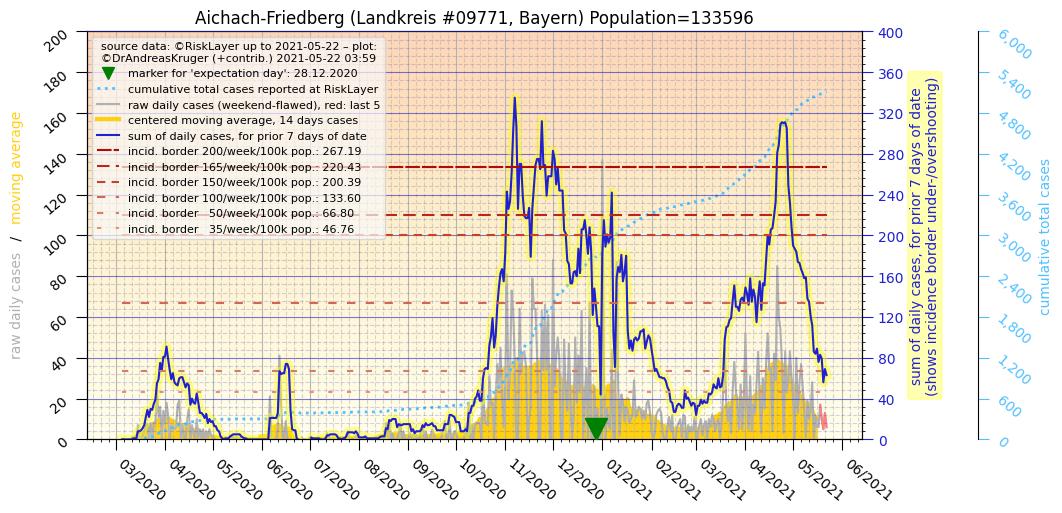 Aichach-Friedberg (Landkreis #09771, Bayern) Population=133596
source data: ©RiskLayer up to 2021-05-22 – plot:
©DrAndreasKruger (+contrib.) 2021-05-22 03:59
marker for 'expectation day': 28.12.2020
cumulative total cases reported at RiskLayer
raw daily cases (weekend-flawed), red: last 5
centered moving average, 14 days cases
sum of daily cases, for prior 7 days of date
incid. border 200/week/100k pop.: 267.19
incid. border 165/week/100k pop.: 220.43
incid. border 150/week/100k pop.: 200.39
incid. border 100/week/100k pop.: 133.60
incid. border   50/week/100k pop.: 66.80
incid. border   35/week/100k pop.: 46.76
raw daily cases / moving average
200
180
160
140
120
100
80
60
40
20
0
400
360
320
280
240
200
160
120
80
40
0
sum of daily cases, for prior 7 days of date
(shows incidence border under-/overshooting)
6,000
5,400
4,800
4,200
3,600
3,000
2,400
1,800
1,200
600
0
cumulative total cases
03/2020
04/2020
05/2020
06/2020
07/2020
08/2020
09/2020
10/2020
11/2020
12/2020
01/2021
02/2021
03/2021
04/2021
05/2021
06/2021